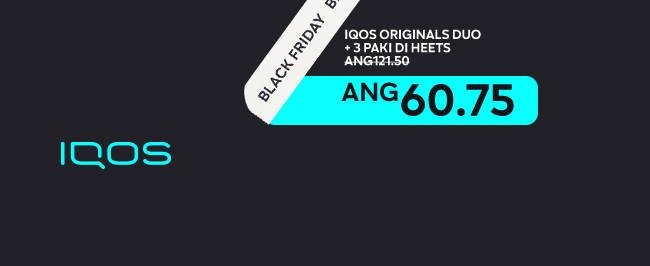 BLACK FRIDAY
IQOS ORIGINALS DUO
+ 3 PAKI DI HEETS
ANG121.50
ANG60.75
IQOS